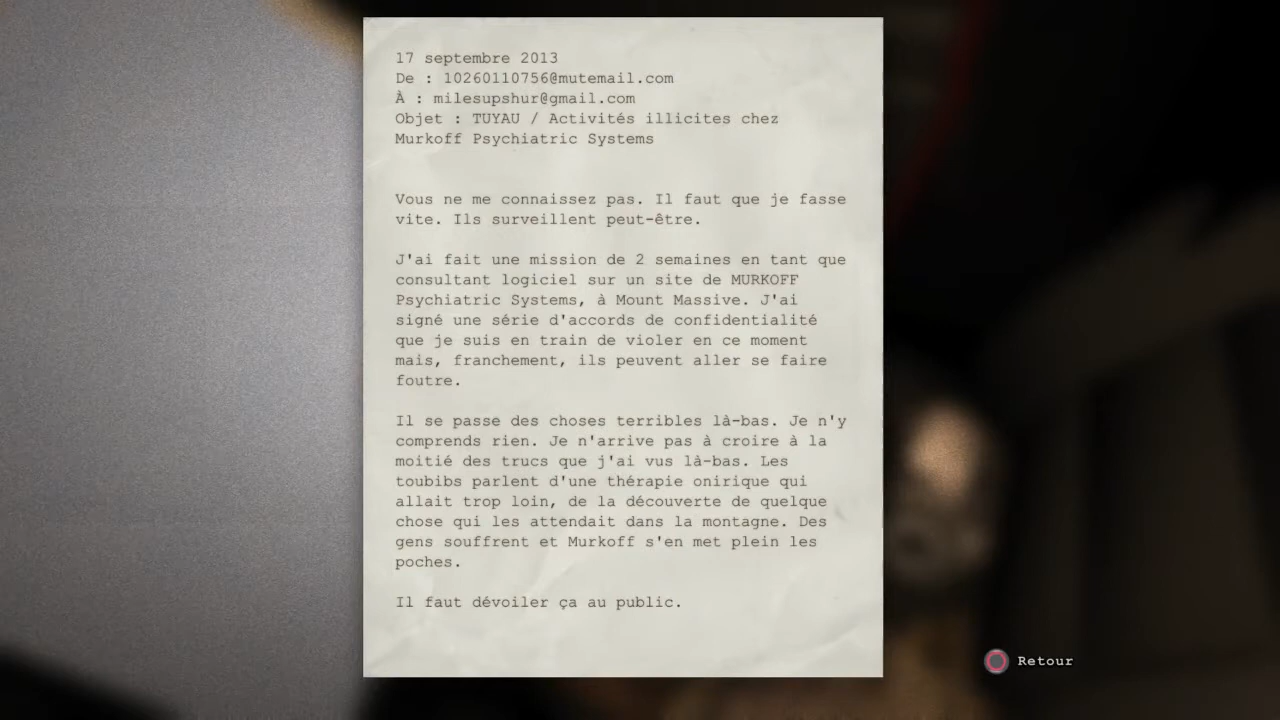 17 septembre 2013
De : 10260110756@mutemail.com
À : milesupshur@gmail.com
Objet : TUYAU / Activités illicites chez
Murkoff Psychiatric Systems
Vous ne me connaissez pas. Il faut que je fasse
vite. Ils surveillent peut-être.
J'ai fait une mission de 2 semaines en tant que
consultant logiciel sur un site de MURKOFF
Psychiatric Systems, à Mount Massive. J'ai
signé une série d'accords de confidentialité
que je suis en train de violer en ce moment
mais, franchement, ils peuvent aller se faire
foutre.
Il se passe des choses terribles là-bas. Je n'y
comprends rien. Je n'arrive pas à croire à la
moitié des trucs que j'ai vus là-bas. Les
toubibs parlent d'une thérapie onirique qui
allait trop loin, de la découverte de quelque
chose qui les attendait dans la montagne. Des
gens souffrent et Murkoff s'en met plein les
poches.
Il faut dévoiler ça au public.
Retour